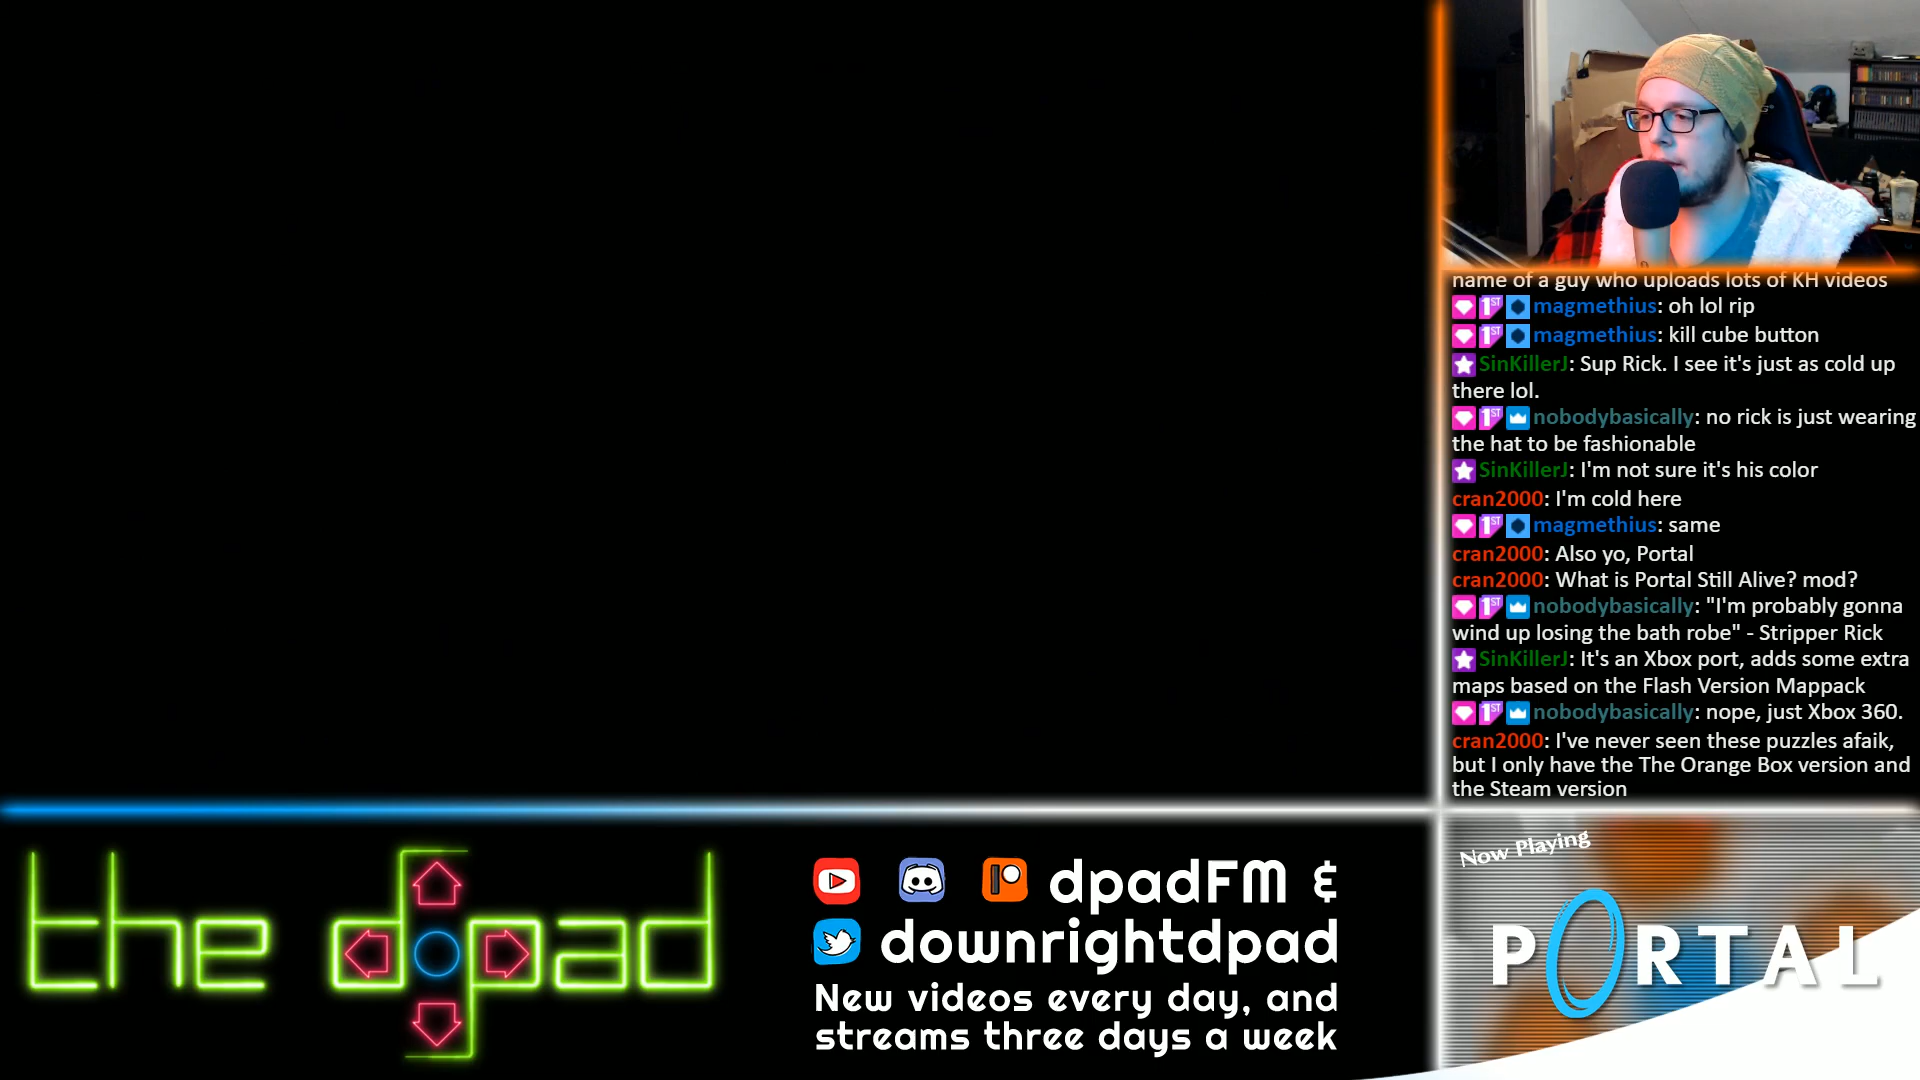 name of a guy who uploads lots of KH videos
1ST magmethius: oh lol rip
1ST magmethius: kill cube button
SinKillerJ: Sup Rick. I see it's just as cold up
there lol.
1ST nobodybasically: no rick is just wearing
the hat to be fashionable
SinKillerJ: I'm not sure it's his color
cran2000: I'm cold here
1ST magmethius: same
cran2000: Also yo, Portal
cran2000: What is Portal Still Alive? mod?
1ST nobodybasically: "I'm probably gonna
wind up losing the bath robe" - Stripper Rick
SinKillerJ: It's an Xbox port, adds some extra
maps based on the Flash Version Mappack
1ST nobodybasically: nope, just Xbox 360.
cran2000: I've never seen these puzzles afaik,
but I only have the The Orange Box version and
the Steam version
the dpad
dpadFM &
downrightdpad
New videos every day, and
streams three days a week
Now Playing
PORTAL